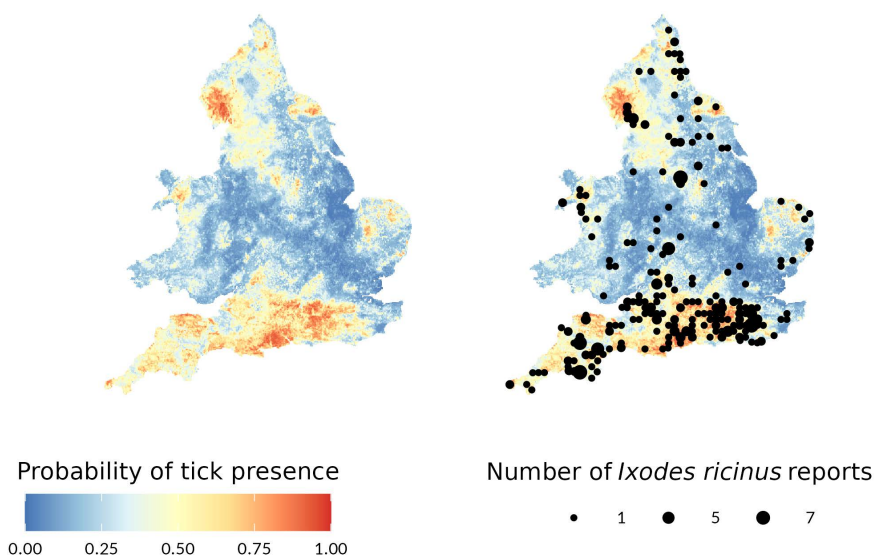 Probability of tick presence
0.00 0.25 0.50 0.75 1.00
Number of Ixodes ricinus reports
1 5 7